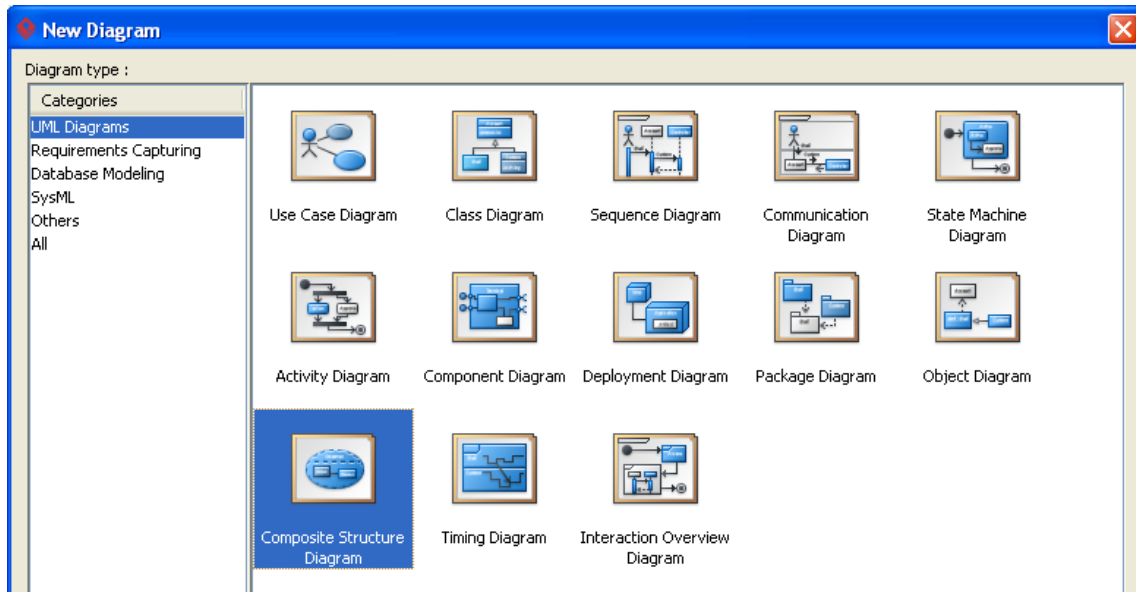 New Diagram
Diagram type :
Categories
UML Diagrams
Requirements Capturing
Database Modeling
SysML
Others
All
Use Case Diagram
Class Diagram
Sequence Diagram
Communication
Diagram
State Machine
Diagram
Activity Diagram
Component Diagram
Deployment Diagram
Package Diagram
Object Diagram
Composite Structure
Diagram
Timing Diagram
Interaction Overview
Diagram